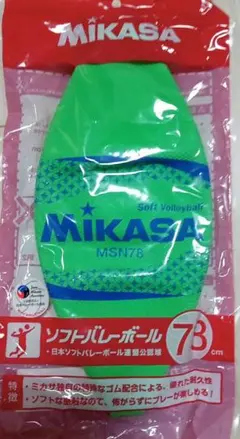 MIKASA
Soft Volleyball
MIKASA
MSN78
ソフトバレーボール 78cm
・日本ソフトバレーボール連盟公認球
特徴
・ミカサ独自の特殊なゴム配合による、優れた耐久性
・ソフトな感触なので、怖がらずにプレーが楽しめる!